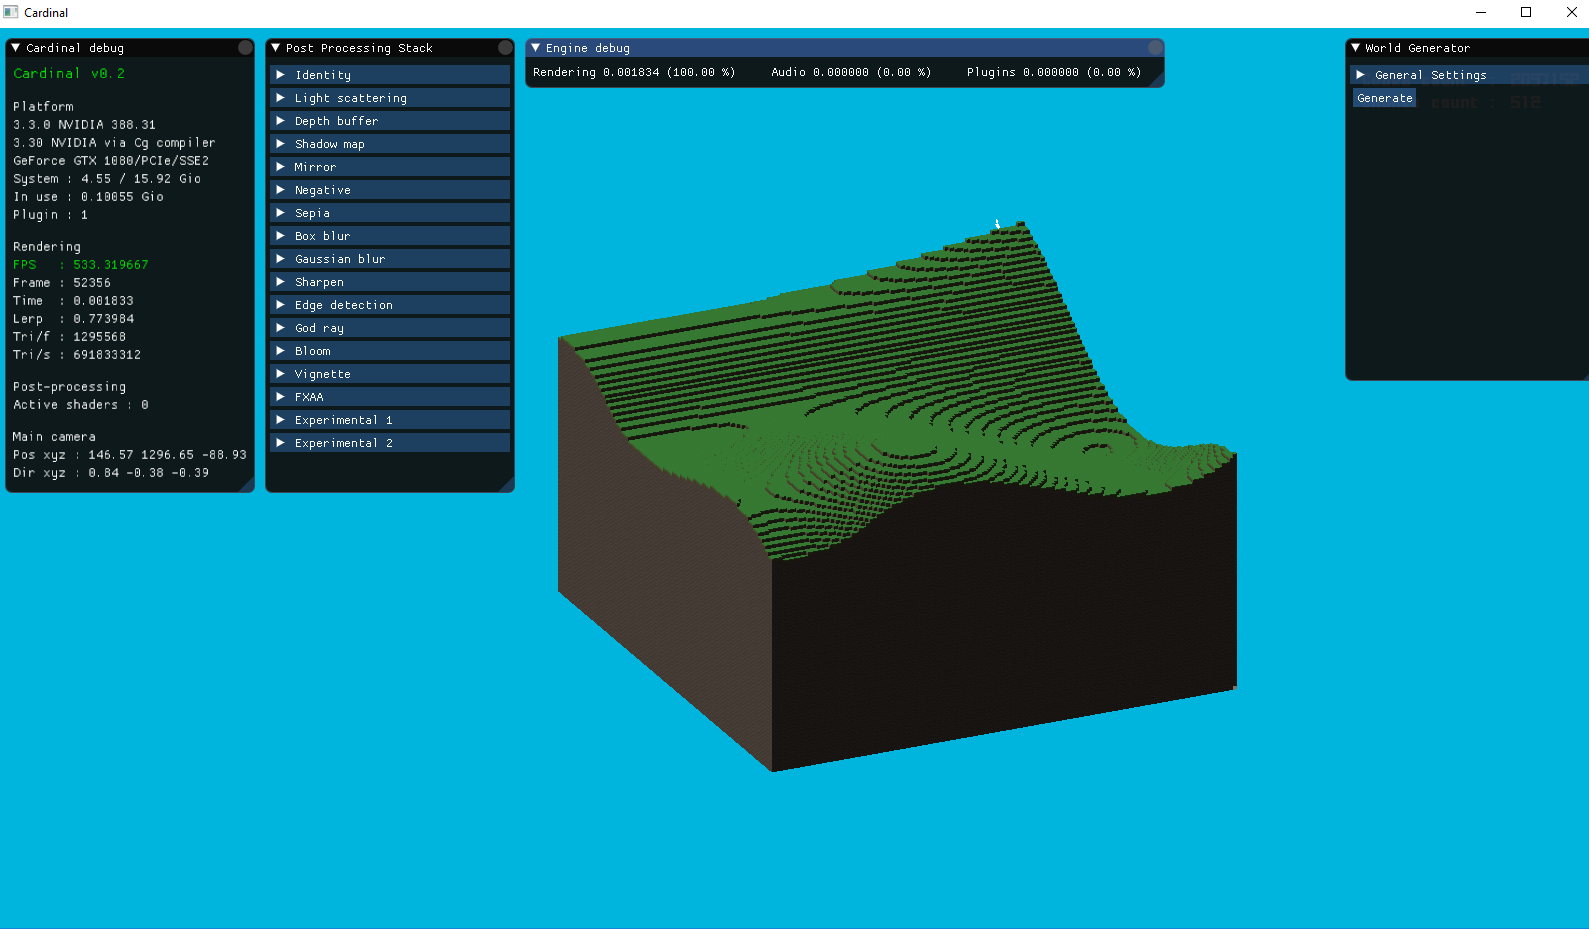 Cardinal
Cardinal debug
Cardinal v0.2
Platform
3.3.0 NVIDIA 388.31
3.30 NVIDIA via Cg compiler
GeForce GTX 1080/PCIe/SSE2
System : 4.55 / 15.92 Gio
In use : 0.10055 Gio
Plugin : 1
Rendering
FPS : 533.319667
Frame : 52356
Time : 0.001833
Lerp : 0.773984
Tri/f : 1295568
Tri/s : 691833312
Post-processing
Active shaders : 0
Main camera
Pos xyz : 146.57 1296.65 -88.93
Dir xyz : 0.84 -0.38 -0.39
Post Processing Stack
Identity
Light scattering
Depth buffer
Shadow map
Mirror
Negative
Sepia
Box blur
Gaussian blur
Sharpen
Edge detection
God ray
Bloom
Vignette
FXAA
Experimental 1
Experimental 2
Engine debug
Rendering 0.001834 (100.00 %) Audio 0.000000 (0.00 %) Plugins 0.000000 (0.00 %)
World Generator
General Settings
Generate
count : 512